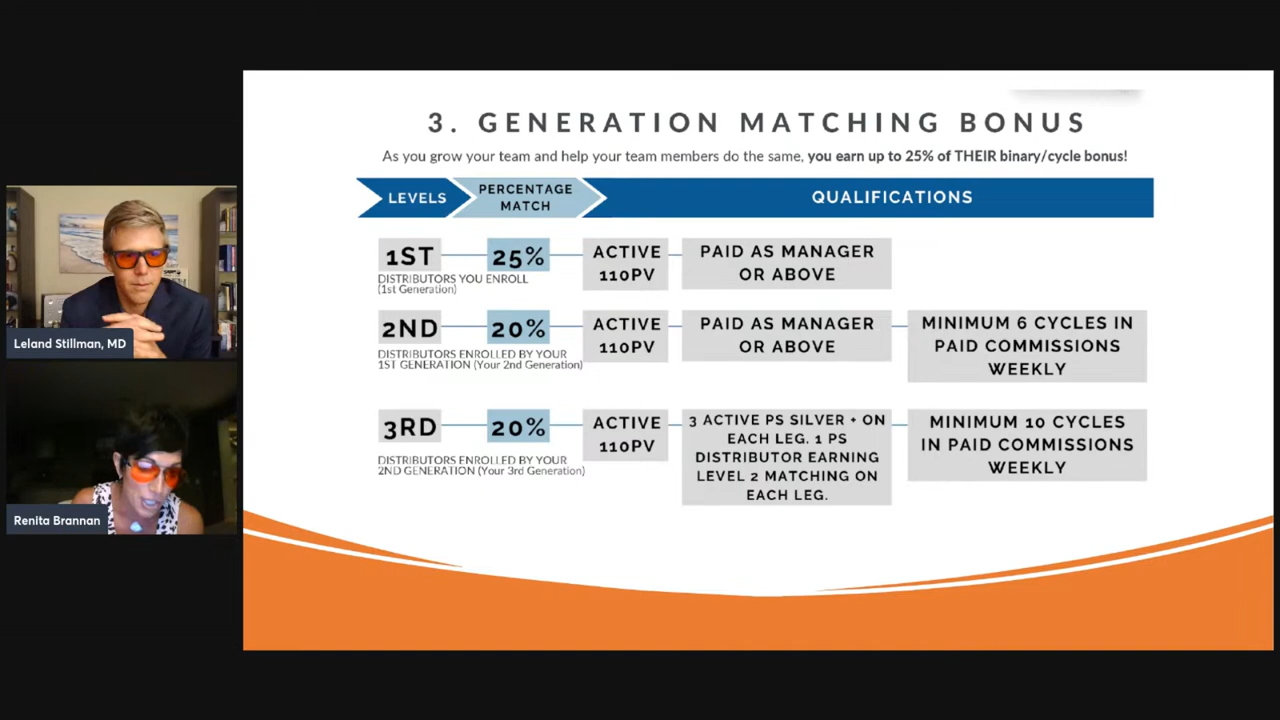 3. GENERATION MATCHING BONUS
As you grow your team and help your team members do the same, you earn up to 25% of THEIR binary/cycle bonus!
LEVELS
PERCENTAGE
MATCH
QUALIFICATIONS
1ST
25%
ACTIVE
110PV
PAID AS MANAGER
OR ABOVE
DISTRIBUTORS YOU ENROLL
(1st Generation)
2ND
20%
ACTIVE
110PV
PAID AS MANAGER
OR ABOVE
MINIMUM 6 CYCLES IN
PAID COMMISSIONS
WEEKLY
DISTRIBUTORS ENROLLED BY YOUR
1ST GENERATION (Your 2nd Generation)
3RD
20%
ACTIVE
110PV
3 ACTIVE PS SILVER + ON
EACH LEG. 1 PS
DISTRIBUTOR EARNING
LEVEL 2 MATCHING ON
EACH LEG.
MINIMUM 10 CYCLES
IN PAID COMMISSIONS
WEEKLY
DISTRIBUTORS ENROLLED BY YOUR
2ND GENERATION (Your 3rd Generation)
Leland Stillman, MD
Renita Brannan